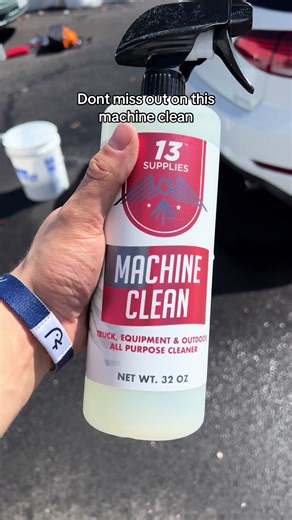 Dont miss out on this
machine clean
13
SUPPLIES
MACHINE
CLEAN
TRUCK, EQUIPMENT & OUTDOOR
ALL PURPOSE CLEANER
NET WT. 32 OZ